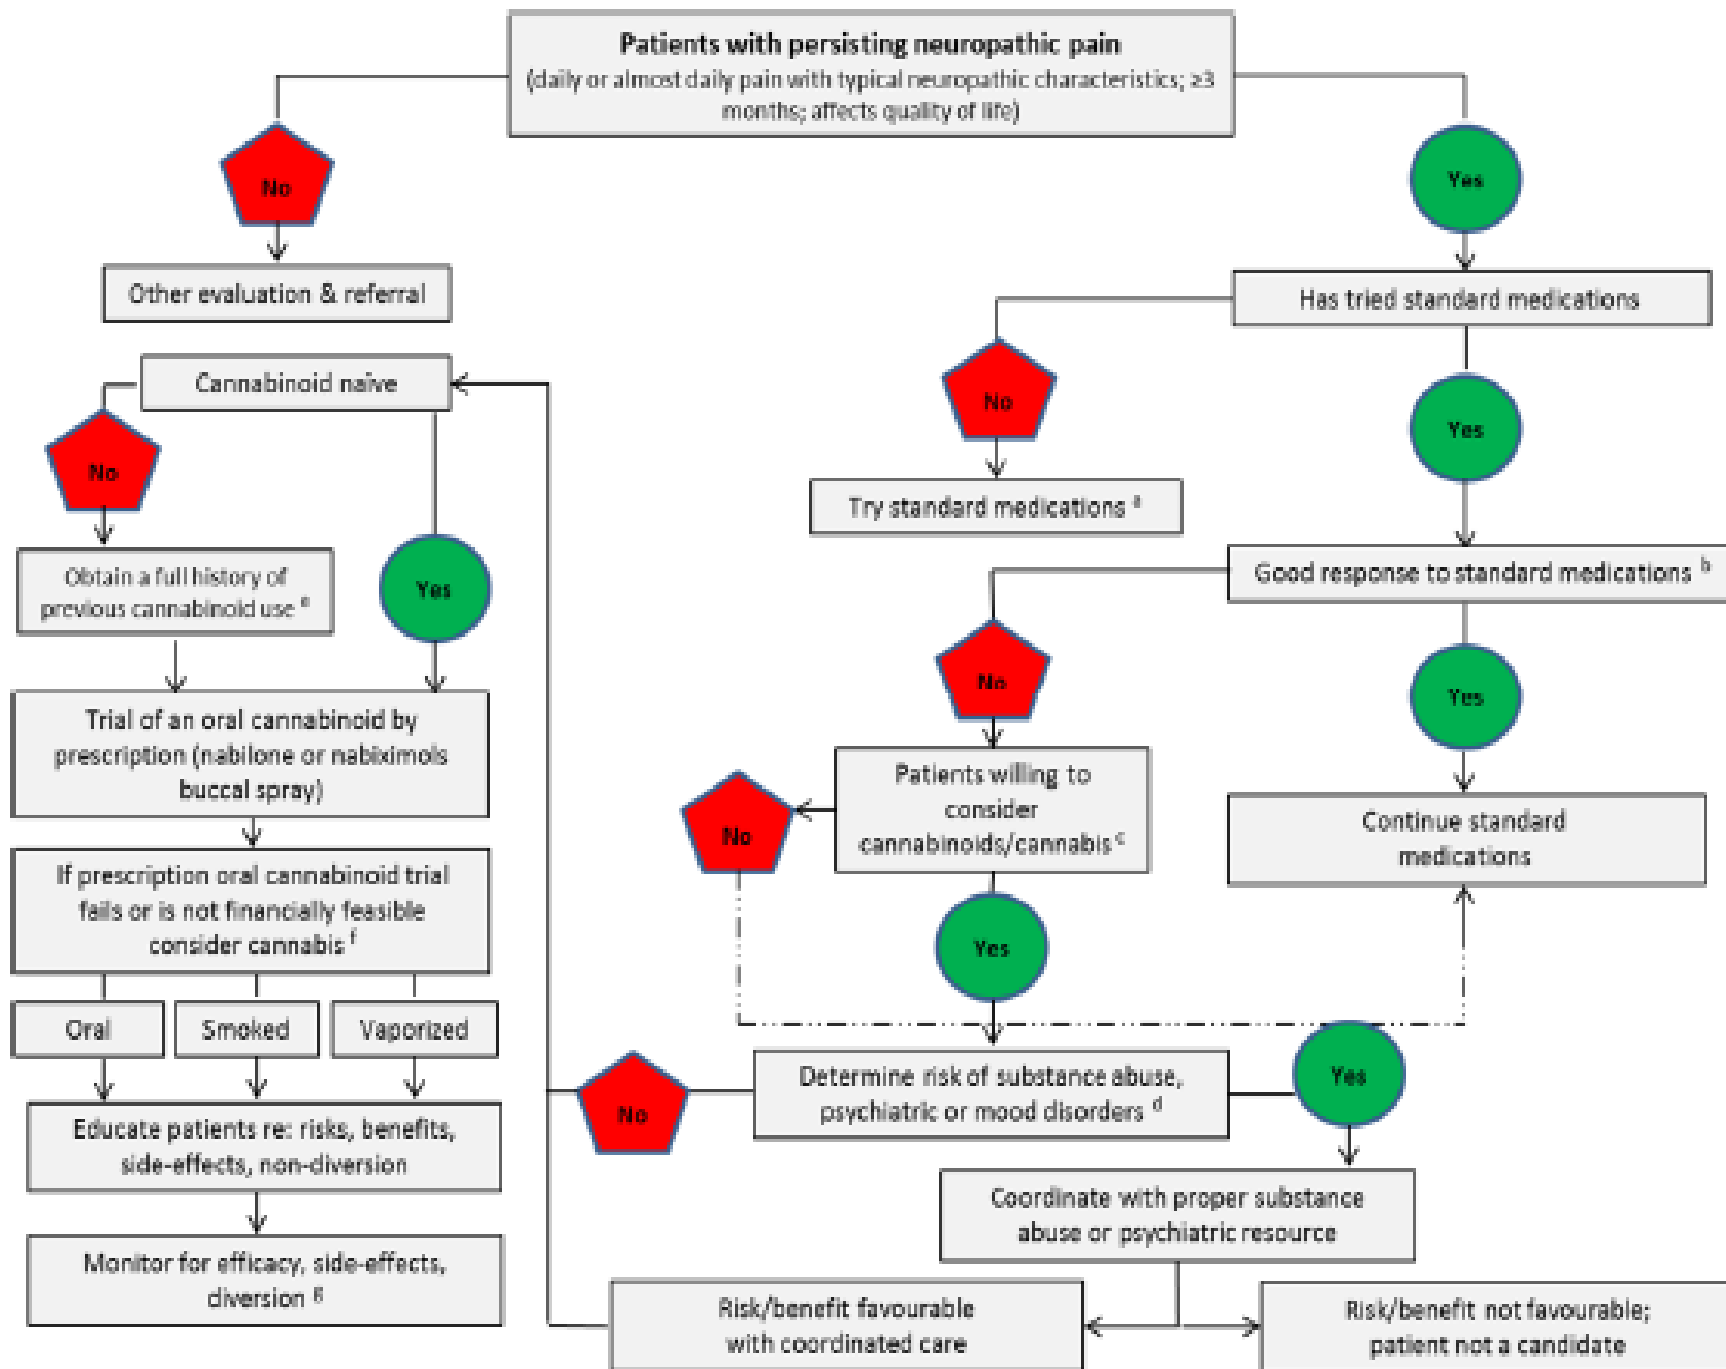 Patients with persisting neuropathic pain
(daily or almost daily pain with typical neuropathic characteristics; ≥3
months; affects quality of life)
No
Yes
Other evaluation & referral
Has tried standard medications
Cannabinoid naïve
No
Yes
No
Try standard medications a
Obtain a full history of
previous cannabinoid use e
Yes
Good response to standard medications b
No
Yes
Trial of an oral cannabinoid by
prescription (nabilone or nabiximols
buccal spray)
Patients willing to
consider
cannabinoids/cannabis c
No
Continue standard
medications
If prescription oral cannabinoid trial
fails or is not financially feasible
consider cannabis f
Yes
Oral
Smoked
Vaporized
Determine risk of substance abuse,
psychiatric or mood disorders d
No
Yes
Educate patients re: risks, benefits,
side-effects, non-diversion
Coordinate with proper substance
abuse or psychiatric resource
Monitor for efficacy, side-effects,
diversion g
Risk/benefit favourable
with coordinated care
Risk/benefit not favourable;
patient not a candidate